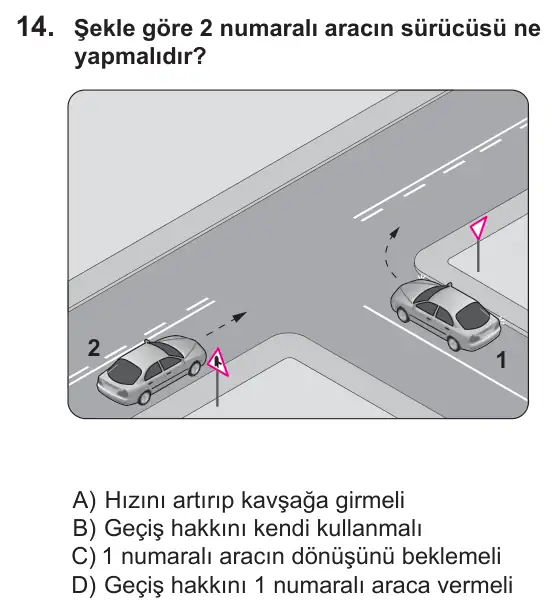 14. Şekle göre 2 numaralı aracın sürücüsü ne
yapmalıdır?
2
1
A) Hızını artırıp kavşağa girmeli
B) Geçiş hakkını kendi kullanmalı
C) 1 numaralı aracın dönüşünü beklemeli
D) Geçiş hakkını 1 numaralı araca vermeli